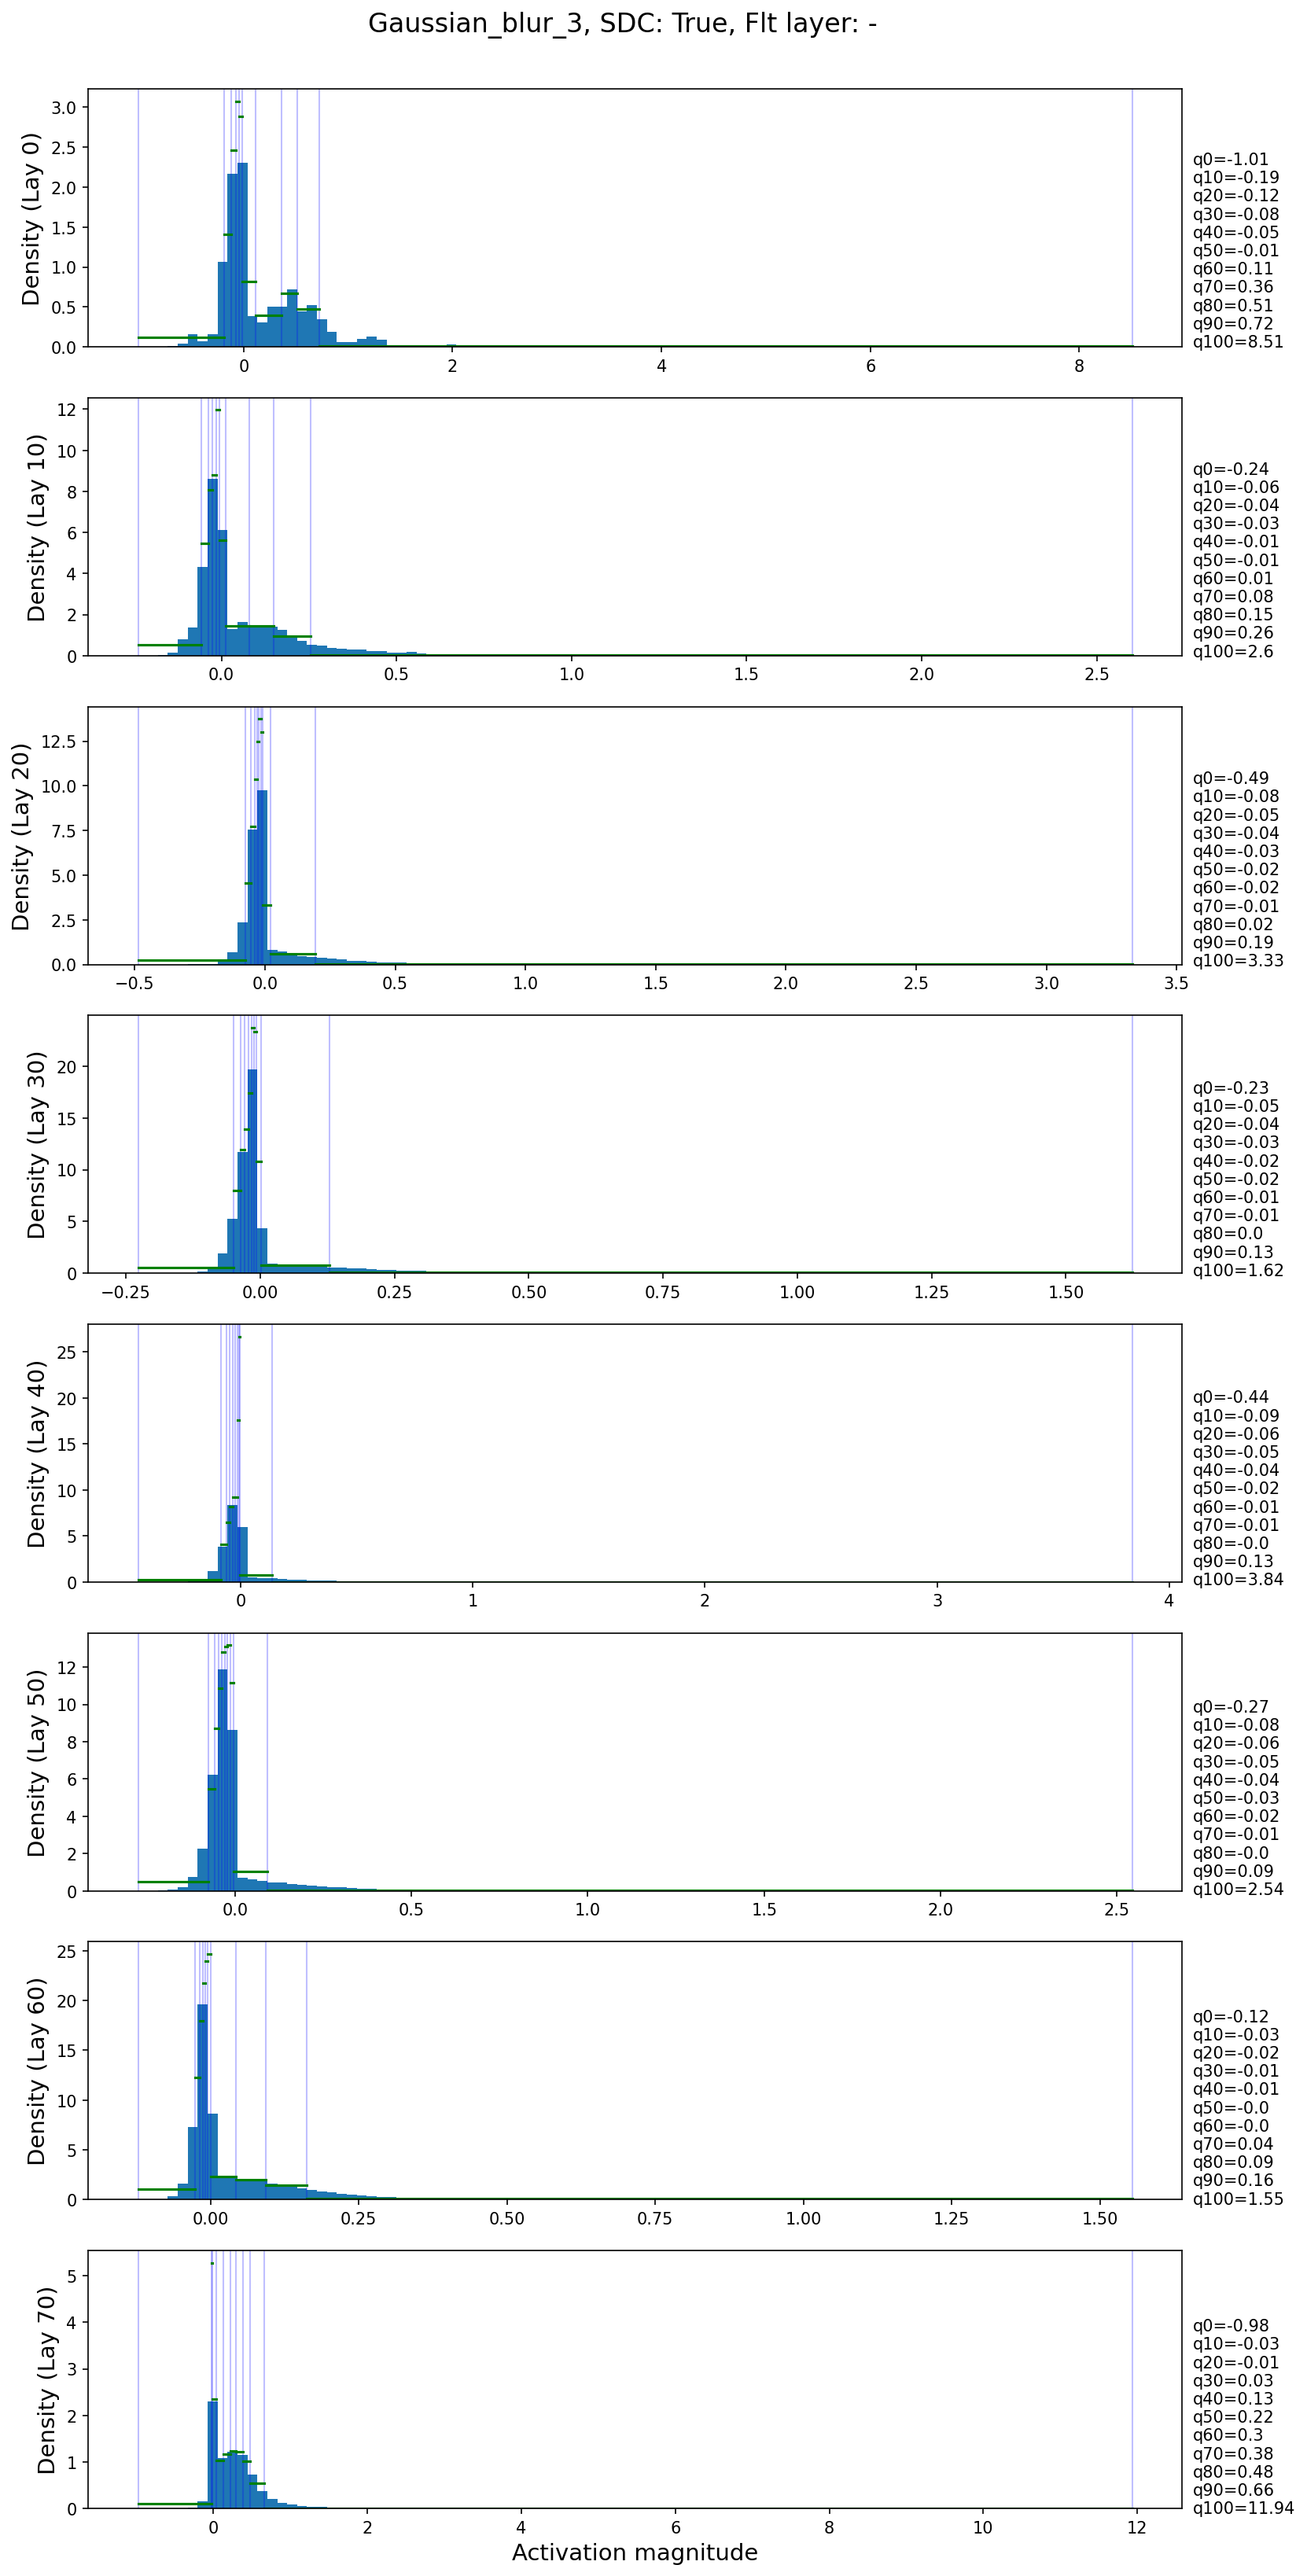 Gaussian_blur_3, SDC: True, Flt layer: -
Density (Lay 0)
3.0
2.5
2.0
1.5
1.0
0.5
0.0
0 2 4 6 8
q0=-1.01
q10=-0.19
q20=-0.12
q30=-0.08
q40=-0.05
q50=-0.01
q60=0.11
q70=0.36
q80=0.51
q90=0.72
q100=8.51
Density (Lay 10)
12
10
8
6
4
2
0
0.0 0.5 1.0 1.5 2.0 2.5
q0=-0.24
q10=-0.06
q20=-0.04
q30=-0.03
q40=-0.01
q50=-0.01
q60=0.01
q70=0.08
q80=0.15
q90=0.26
q100=2.6
Density (Lay 20)
12.5
10.0
7.5
5.0
2.5
0.0
−0.5 0.0 0.5 1.0 1.5 2.0 2.5 3.0 3.5
q0=-0.49
q10=-0.08
q20=-0.05
q30=-0.04
q40=-0.03
q50=-0.02
q60=-0.02
q70=-0.01
q80=0.02
q90=0.19
q100=3.33
Density (Lay 30)
20
15
10
5
0
−0.25 0.00 0.25 0.50 0.75 1.00 1.25 1.50
q0=-0.23
q10=-0.05
q20=-0.04
q30=-0.03
q40=-0.02
q50=-0.02
q60=-0.01
q70=-0.01
q80=0.0
q90=0.13
q100=1.62
Density (Lay 40)
25
20
15
10
5
0
0 1 2 3 4
q0=-0.44
q10=-0.09
q20=-0.06
q30=-0.05
q40=-0.04
q50=-0.02
q60=-0.01
q70=-0.01
q80=-0.0
q90=0.13
q100=3.84
Density (Lay 50)
12
10
8
6
4
2
0
0.0 0.5 1.0 1.5 2.0 2.5
q0=-0.27
q10=-0.08
q20=-0.06
q30=-0.05
q40=-0.04
q50=-0.03
q60=-0.02
q70=-0.01
q80=-0.0
q90=0.09
q100=2.54
Density (Lay 60)
25
20
15
10
5
0
0.00 0.25 0.50 0.75 1.00 1.25 1.50
q0=-0.12
q10=-0.03
q20=-0.02
q30=-0.01
q40=-0.01
q50=-0.0
q60=-0.0
q70=0.04
q80=0.09
q90=0.16
q100=1.55
Density (Lay 70)
5
4
3
2
1
0
0 2 4 6 8 10 12
q0=-0.98
q10=-0.03
q20=-0.01
q30=0.03
q40=0.13
q50=0.22
q60=0.3
q70=0.38
q80=0.48
q90=0.66
q100=11.94
Activation magnitude